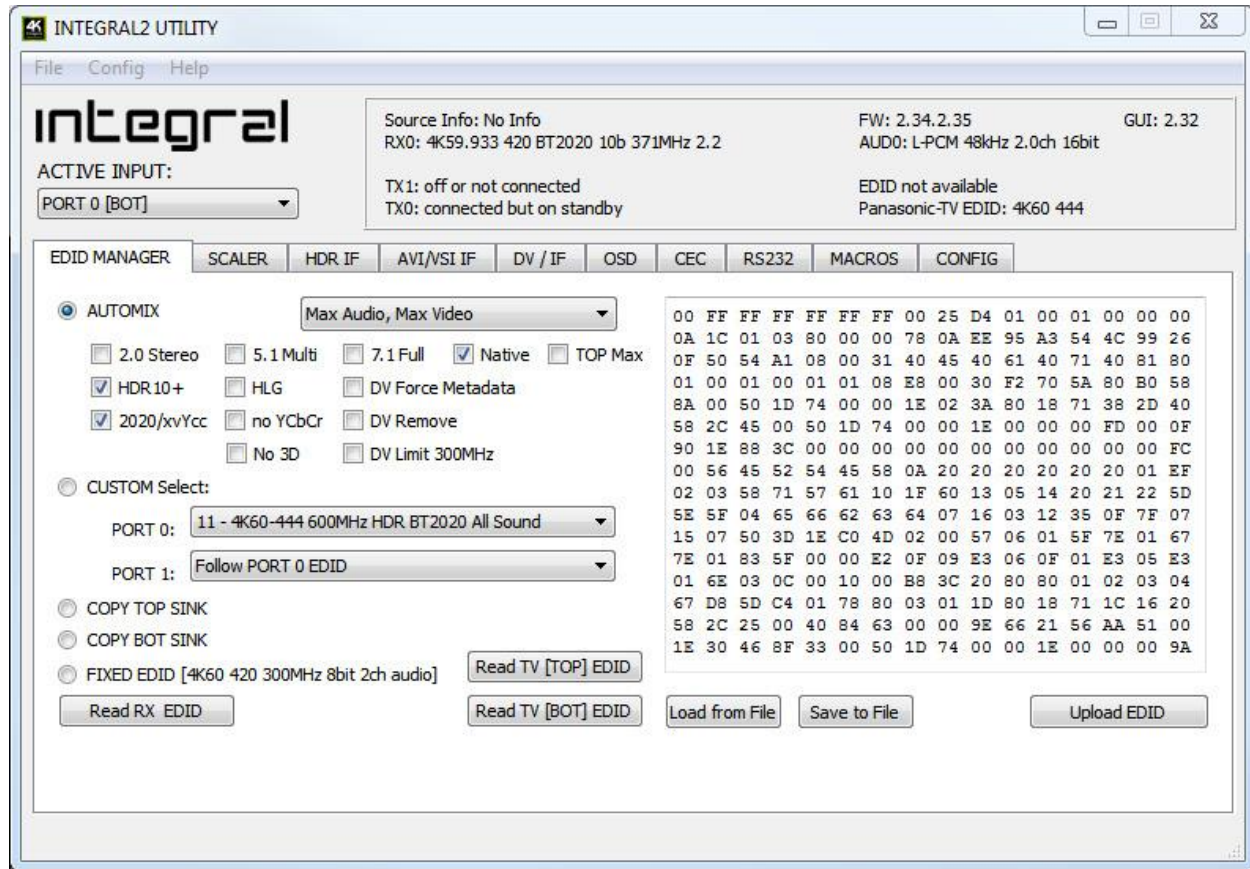 4K INTEGRAL2 UTILITY
File Config Help
integral
Source Info: No Info FW: 2.34.2.35 GUI: 2.32
RX0: 4K59.933 420 BT2020 10b 371MHz 2.2 AUD0: L-PCM 48kHz 2.0ch 16bit
ACTIVE INPUT:
PORT 0 [BOT]
TX1: off or not connected EDID not available
TX0: connected but on standby Panasonic-TV EDID: 4K60 444
EDID MANAGER SCALER HDR IF AVI/VSI IF DV / IF OSD CEC RS232 MACROS CONFIG
AUTOMIX Max Audio, Max Video
2.0 Stereo 5.1 Multi 7.1 Full Native TOP Max
HDR10+ HLG DV Force Metadata
2020/xvYcc no YCbCr DV Remove
No 3D DV Limit 300MHz
CUSTOM Select:
PORT 0: 11 - 4K60-444 600MHz HDR BT2020 All Sound
PORT 1: Follow PORT 0 EDID
COPY TOP SINK
COPY BOT SINK
FIXED EDID [4K60 420 300MHz 8bit 2ch audio] Read TV [TOP] EDID
Read RX EDID Read TV [BOT] EDID
00 FF FF FF FF FF FF 00 25 D4 01 00 01 00 00 00
0A 1C 01 03 80 00 00 78 0A EE 95 A3 54 4C 99 26
0F 50 54 A1 08 00 31 40 45 40 61 40 71 40 81 80
01 00 01 00 01 01 08 E8 00 30 F2 70 5A 80 B0 58
8A 00 50 1D 74 00 00 1E 02 3A 80 18 71 38 2D 40
58 2C 45 00 50 1D 74 00 00 1E 00 00 00 FD 00 0F
90 1E 88 3C 00 00 00 00 00 00 00 00 00 00 00 FC
00 56 45 52 54 45 58 0A 20 20 20 20 20 20 01 EF
02 03 58 71 57 61 10 1F 60 13 05 14 20 21 22 5D
5E 5F 04 65 66 62 63 64 07 16 03 12 35 0F 7F 07
15 07 50 3D 1E C0 4D 02 00 57 06 01 5F 7E 01 67
7E 01 83 5F 00 00 E2 0F 09 E3 06 0F 01 E3 05 E3
01 6E 03 0C 00 10 00 B8 3C 20 80 80 01 02 03 04
67 D8 5D C4 01 78 80 03 01 1D 80 18 71 1C 16 20
58 2C 25 00 40 84 63 00 00 9E 66 21 56 AA 51 00
1E 30 46 8F 33 00 50 1D 74 00 00 1E 00 00 00 9A
Load from File Save to File Upload EDID